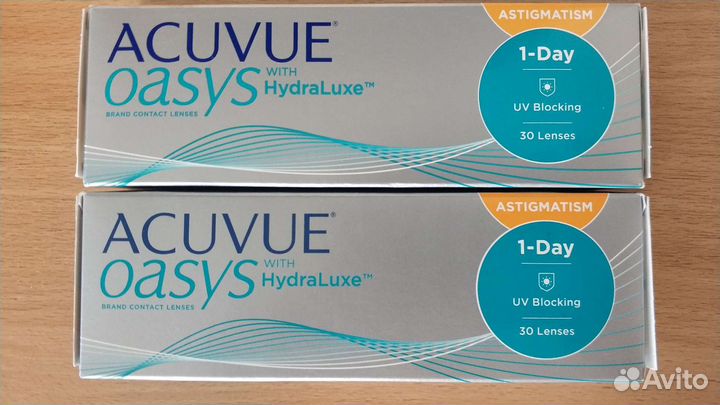 ASTIGMATISM
ACUVUE®
oasys WITH HydraLuxe™
BRAND CONTACT LENSES
1-Day
UV Blocking
30 Lenses
ASTIGMATISM
ACUVUE®
oasys WITH HydraLuxe™
BRAND CONTACT LENSES
1-Day
UV Blocking
30 Lenses
Avito